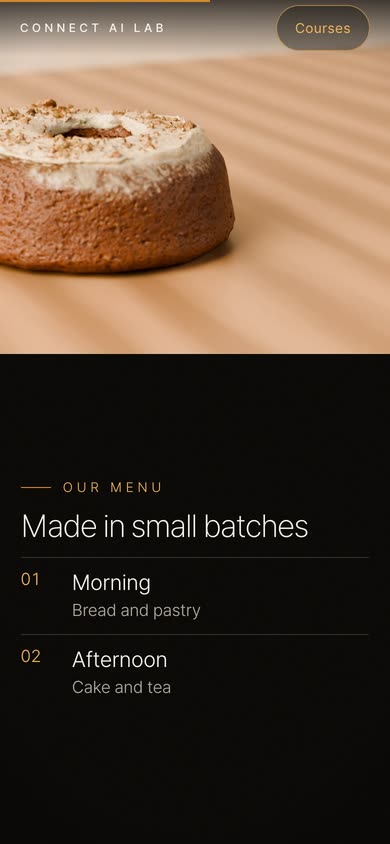 CONNECT AI LAB
Courses
OUR MENU
Made in small batches
01
Morning
Bread and pastry
02
Afternoon
Cake and tea